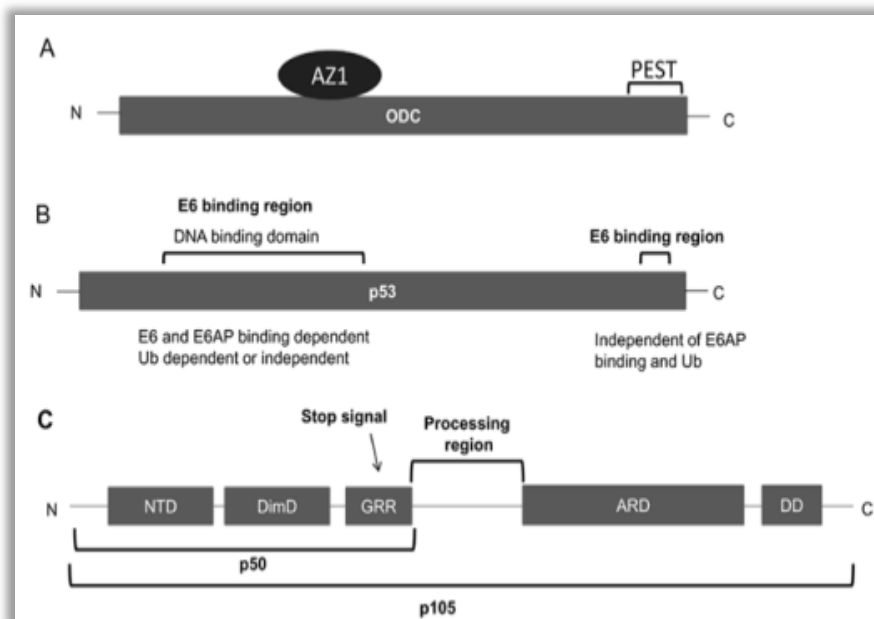 A
AZ1
PEST
N
ODC
C
E6 binding region
B
DNA binding domain
E6 binding region
N
p53
C
E6 and E6AP binding dependent
Ub dependent or independent
Independent of E6AP
binding and Ub
C
Stop signal
Processing
region
N
NTD
DimD
GRR
ARD
DD
C
p50
p105